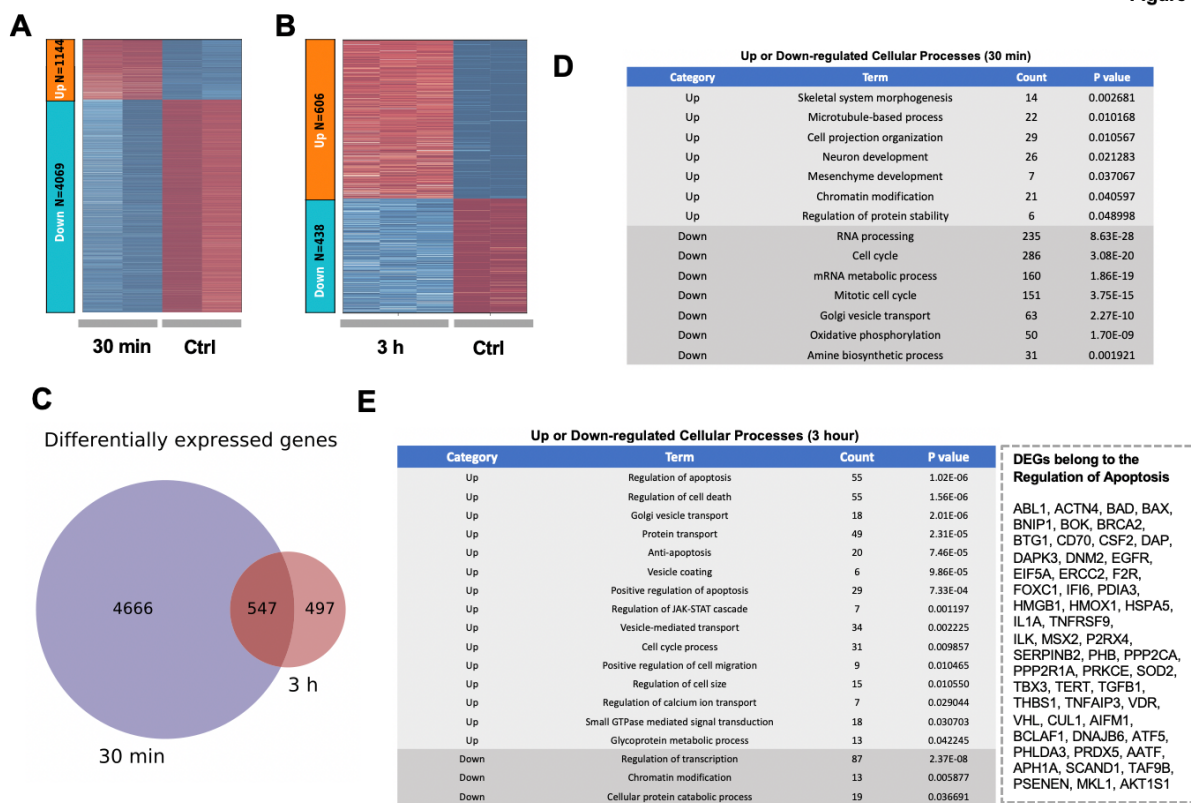 Figure
A
Up N=1144
Down N=4069
30 min Ctrl
B
Up N=606
Down N=438
3 h Ctrl
C
Differentially expressed genes
4666 547 497
3 h
30 min
D
Up or Down-regulated Cellular Processes (30 min)
Category Term Count P value
Up Skeletal system morphogenesis 14 0.002681
Up Microtubule-based process 22 0.010168
Up Cell projection organization 29 0.010567
Up Neuron development 26 0.021283
Up Mesenchyme development 7 0.037067
Up Chromatin modification 21 0.040597
Up Regulation of protein stability 6 0.048998
Down RNA processing 235 8.63E-28
Down Cell cycle 286 3.08E-20
Down mRNA metabolic process 160 1.86E-19
Down Mitotic cell cycle 151 3.75E-15
Down Golgi vesicle transport 63 2.27E-10
Down Oxidative phosphorylation 50 1.70E-09
Down Amine biosynthetic process 31 0.001921
E
Up or Down-regulated Cellular Processes (3 hour)
Category Term Count P value
Up Regulation of apoptosis 55 1.02E-06
Up Regulation of cell death 55 1.56E-06
Up Golgi vesicle transport 18 2.01E-06
Up Protein transport 49 2.31E-05
Up Anti-apoptosis 20 7.46E-05
Up Vesicle coating 6 9.86E-05
Up Positive regulation of apoptosis 29 7.33E-04
Up Regulation of JAK-STAT cascade 7 0.001197
Up Vesicle-mediated transport 34 0.002225
Up Cell cycle process 31 0.009857
Up Positive regulation of cell migration 9 0.010465
Up Regulation of cell size 15 0.010550
Up Regulation of calcium ion transport 7 0.029044
Up Small GTPase mediated signal transduction 18 0.030703
Up Glycoprotein metabolic process 13 0.042245
Down Regulation of transcription 87 2.37E-08
Down Chromatin modification 13 0.005877
Down Cellular protein catabolic process 19 0.036691
DEGs belong to the
Regulation of Apoptosis
ABL1, ACTN4, BAD, BAX,
BNIP1, BOK, BRCA2,
BTG1, CD70, CSF2, DAP,
DAPK3, DNM2, EGFR,
EIF5A, ERCC2, F2R,
FOXC1, IFI6, PDIA3,
HMGB1, HMOX1, HSPA5,
IL1A, TNFRSF9,
ILK, MSX2, P2RX4,
SERPINB2, PHB, PPP2CA,
PPP2R1A, PRKCE, SOD2,
TBX3, TERT, TGFB1,
THBS1, TNFAIP3, VDR,
VHL, CUL1, AIFM1,
BCLAF1, DNAJB6, ATF5,
PHLDA3, PRDX5, AATF,
APH1A, SCAND1, TAF9B,
PSENEN, MKL1, AKT1S1